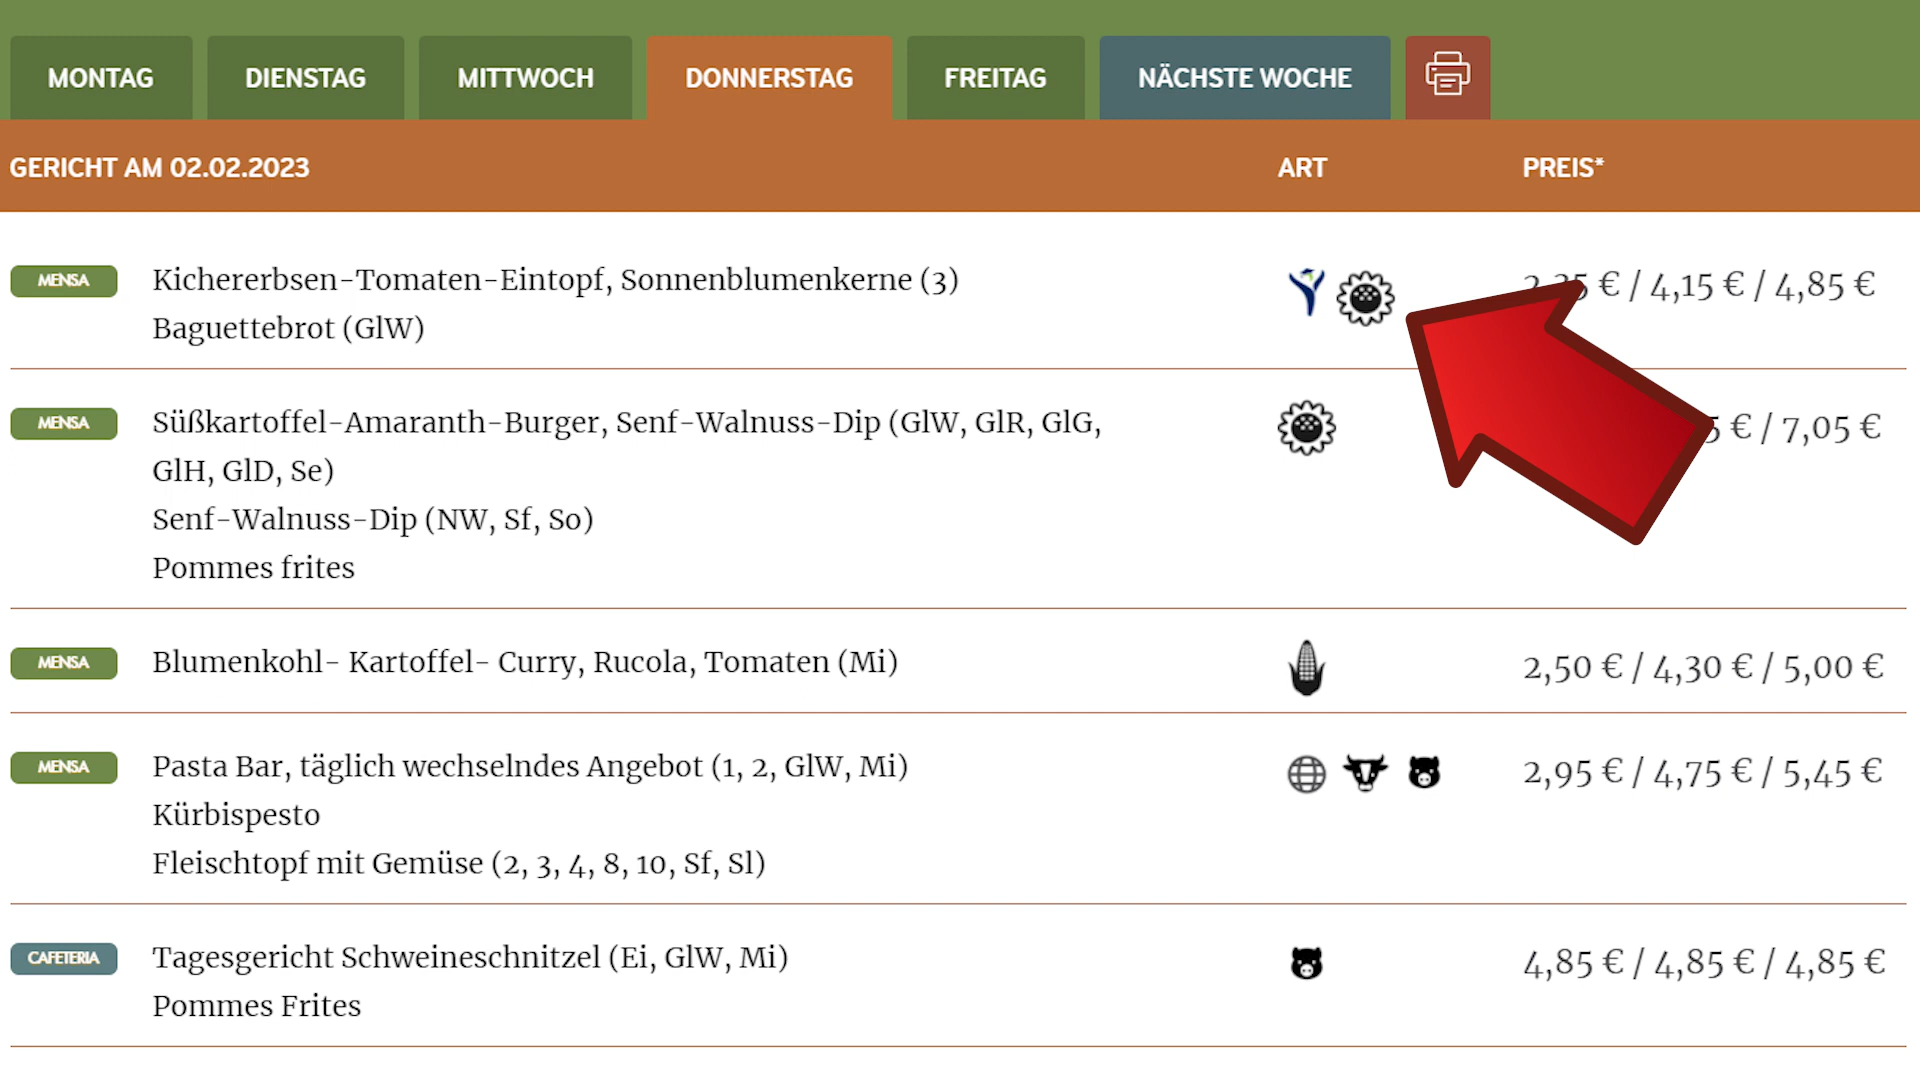 MONTAG DIENSTAG MITTWOCH DONNERSTAG FREITAG NÄCHSTE WOCHE
GERICHT AM 02.02.2023 ART PREIS*
MENSA Kichererbsen-Tomaten-Eintopf, Sonnenblumenkerne (3) € / 4,15 € / 4,85 €
Baguettebrot (GlW)
MENSA Süßkartoffel-Amaranth-Burger, Senf-Walnuss-Dip (GlW, GlR, GlG, € / 7,05 €
GlH, GlD, Se)
Senf-Walnuss-Dip (NW, Sf, So)
Pommes frites
MENSA Blumenkohl- Kartoffel- Curry, Rucola, Tomaten (Mi) 2,50 € / 4,30 € / 5,00 €
MENSA Pasta Bar, täglich wechselndes Angebot (1, 2, GlW, Mi) 2,95 € / 4,75 € / 5,45 €
Kürbispesto
Fleischtopf mit Gemüse (2, 3, 4, 8, 10, Sf, Sl)
CAFETERIA Tagesgericht Schweineschnitzel (Ei, GlW, Mi) 4,85 € / 4,85 € / 4,85 €
Pommes Frites